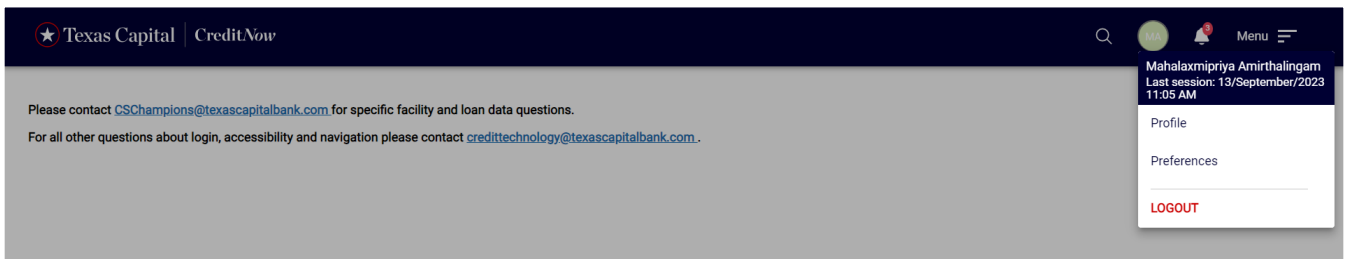 Texas Capital | CreditNow
MA
3
Menu
Mahalaxmipriya Amirthalingam
Last session: 13/September/2023
11:05 AM
Please contact CSChampions@texascapitalbank.com for specific facility and loan data questions.
For all other questions about login, accessibility and navigation please contact credittechnology@texascapitalbank.com .
Profile
Preferences
LOGOUT